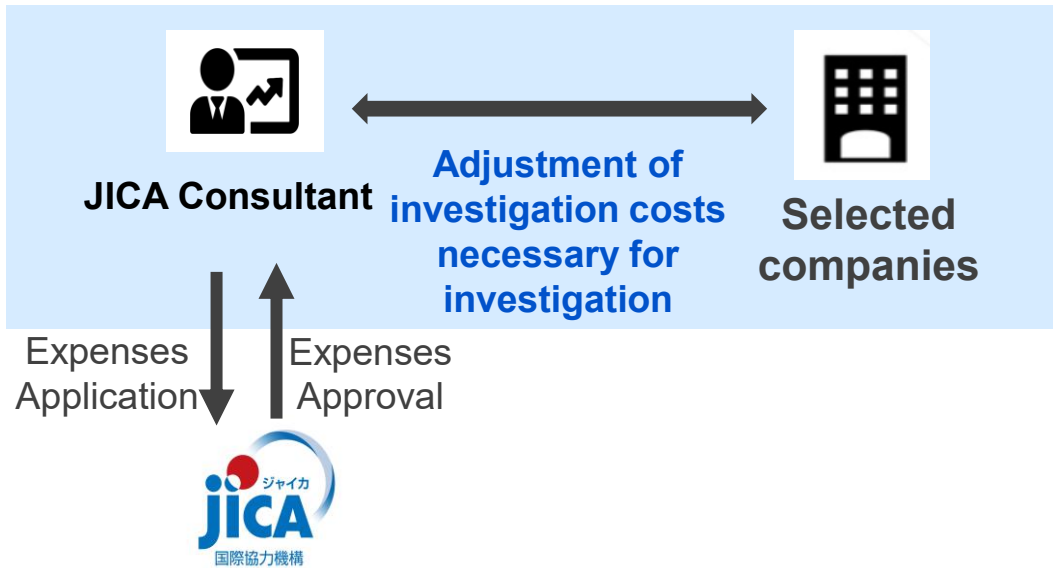 JICA Consultant
Adjustment of
investigation costs
necessary for
investigation
Selected
companies
Expenses
Application
Expenses
Approval
ジャイカ
jICA
国際協力機構